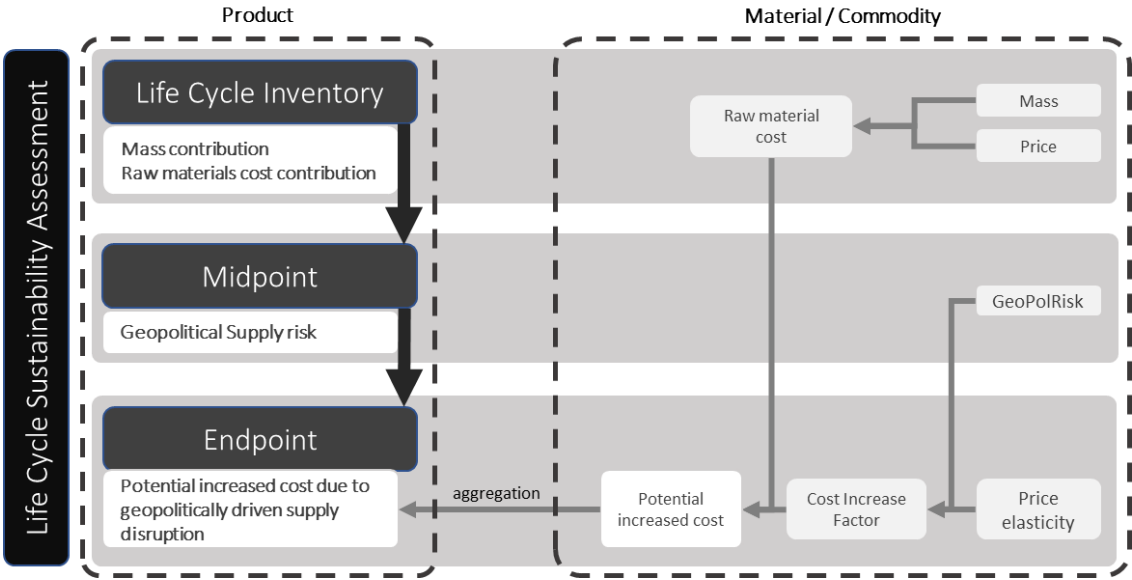 Product
Material / Commodity
Life Cycle Sustainability Assessment
Life Cycle Inventory
Mass contribution
Raw materials cost contribution
Raw material
cost
Mass
Price
Midpoint
Geopolitical Supply risk
GeoPolRisk
Endpoint
Potential increased cost due to
geopolitically driven supply
disruption
aggregation
Potential
increased cost
Cost Increase
Factor
Price
elasticity